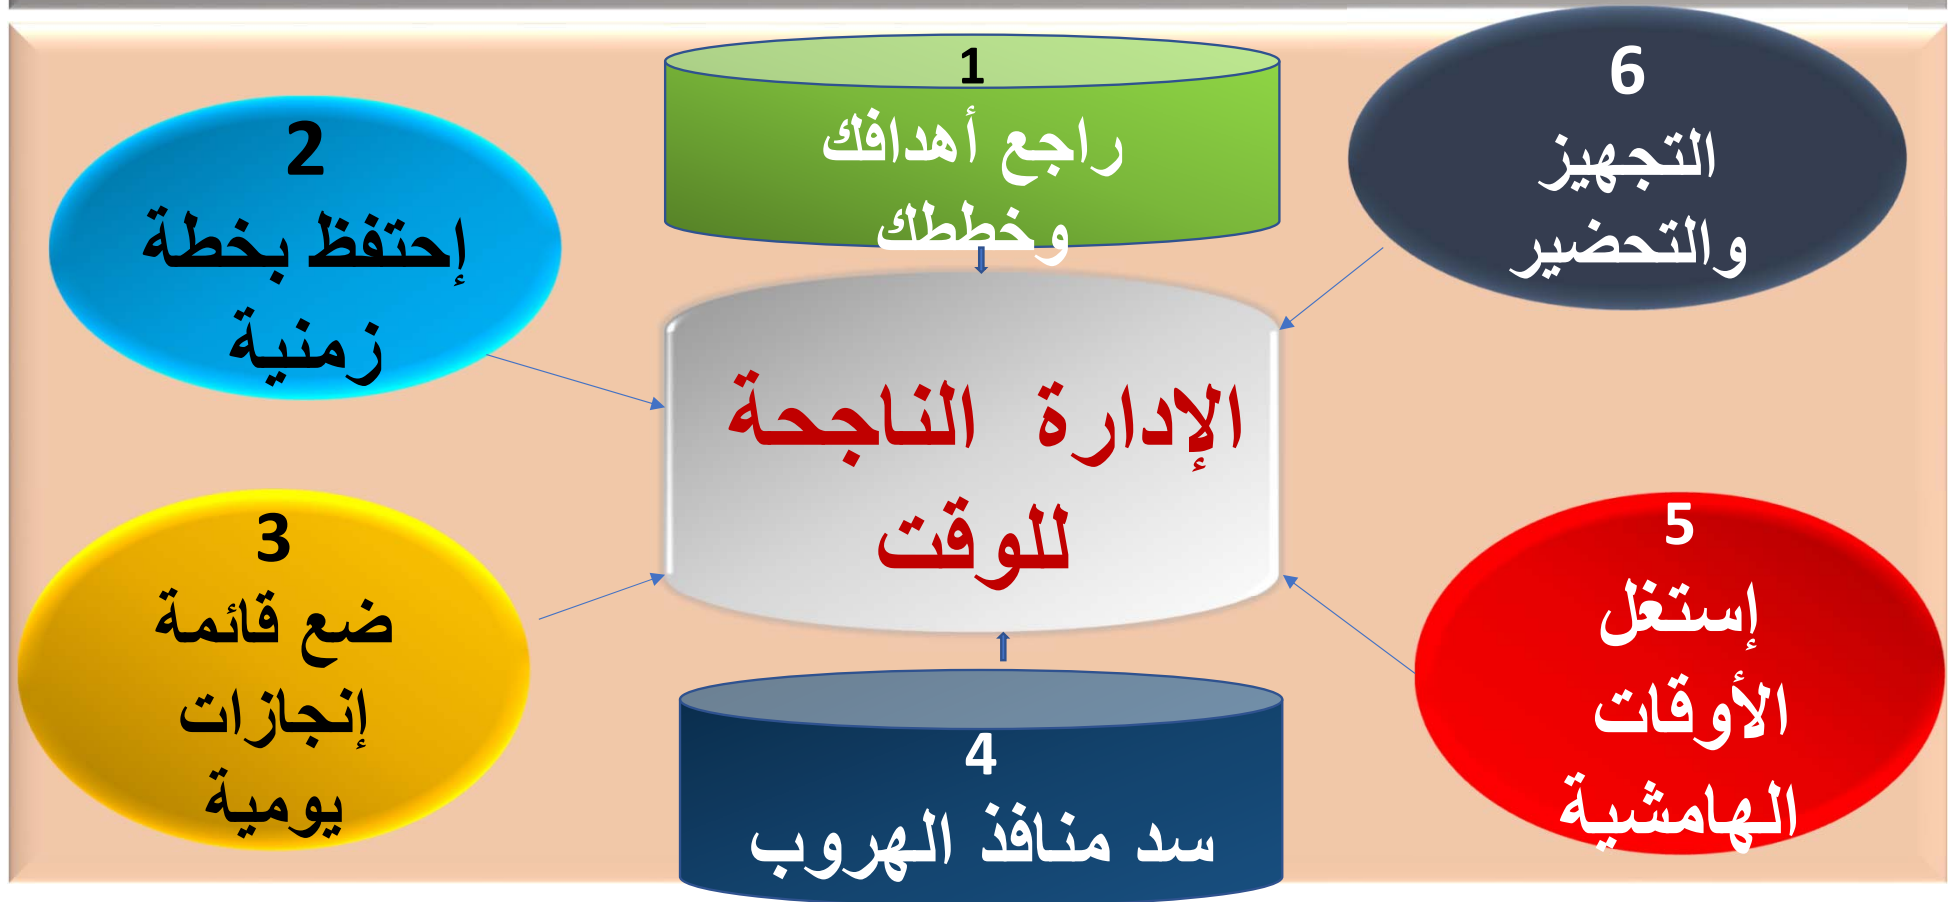 1
راجع أهدافك
وخططك
2
إحتفظ بخطة
زمنية
3
ضع قائمة
إنجازات
يومية
4
سد منافذ الهروب
5
إستغل
الأوقات
الهامشية
6
التجهيز
والتحضير
الإدارة الناجحة
للوقت